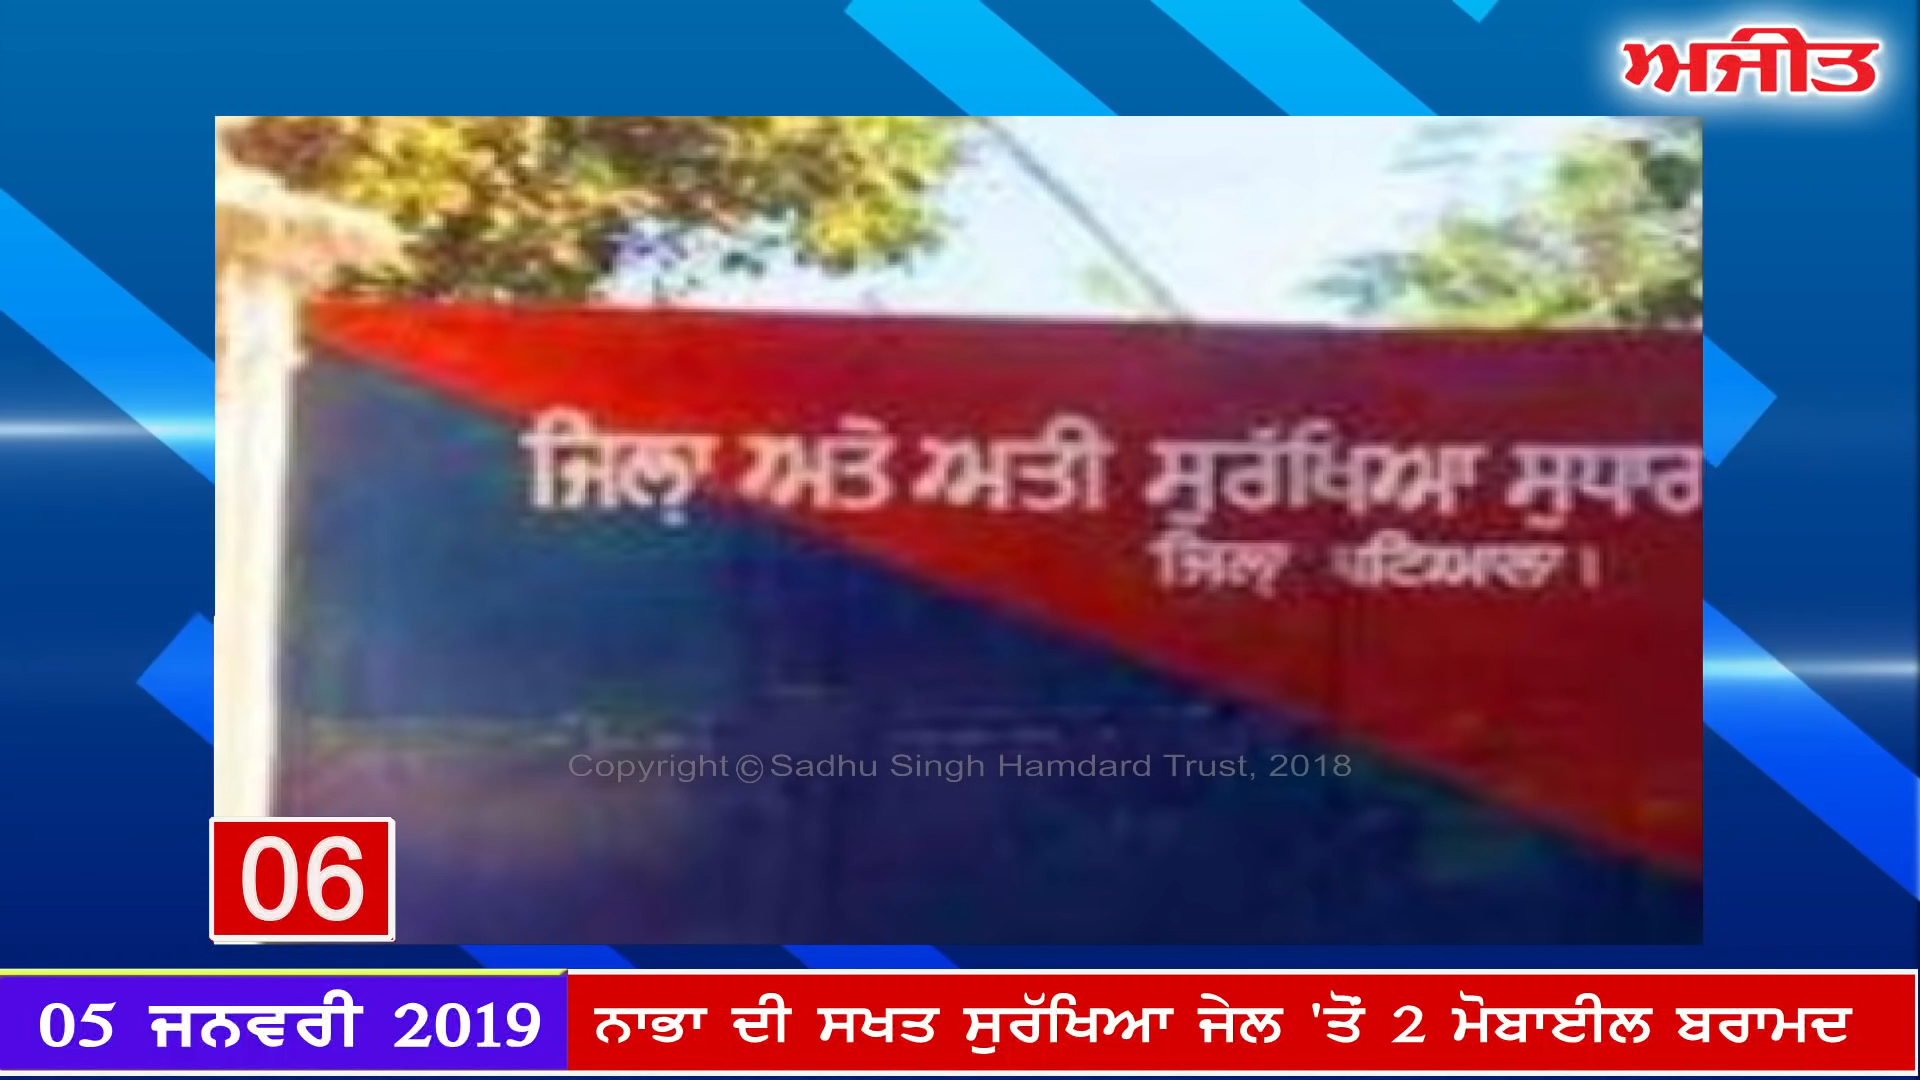 ਅਜੀਤ
ਜਿਲ੍ਹਾ ਅਤੇ ਅਤੀ ਸੁਰੱਖਿਆ ਸੁਧਾਰ
ਜਿਲ੍ਹਾ ਪਟਿਆਲਾ।
Copyright © Sadhu Singh Hamdard Trust, 2018
06
05 ਜਨਵਰੀ 2019
ਨਾਭਾ ਦੀ ਸਖਤ ਸੁਰੱਖਿਆ ਜੇਲ 'ਤੋਂ 2 ਮੋਬਾਈਲ ਬਰਾਮਦ